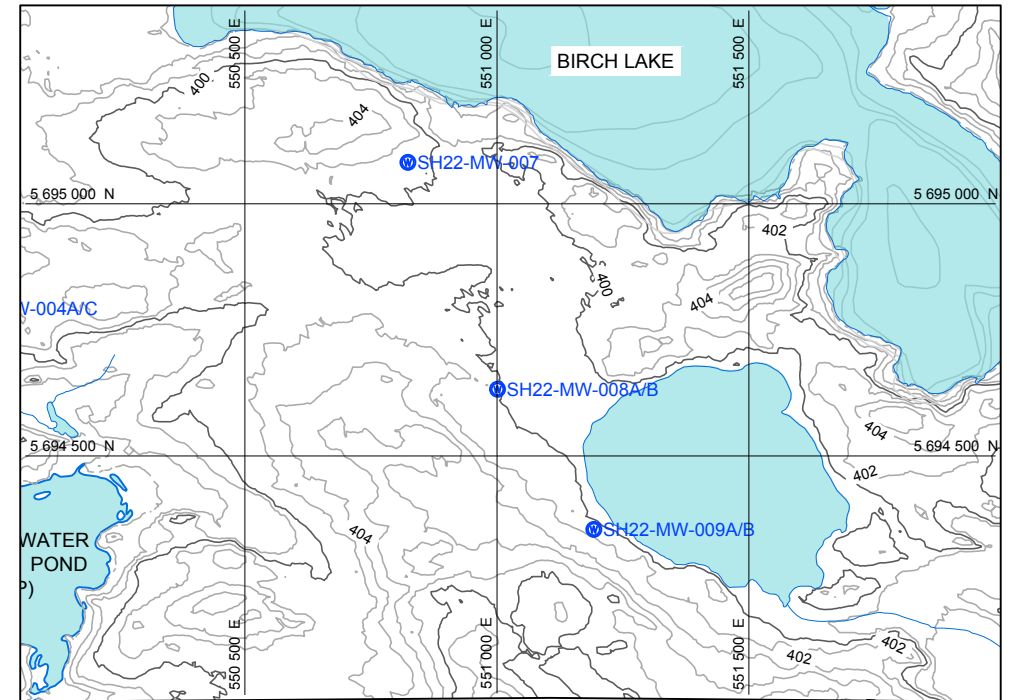 550 500 E
551 000 E
551 500 E
BIRCH LAKE
400
404
SH22-MW-007
5 695 000 N
5 695 000 N
402
400
404
W-004A/C
SH22-MW-008A/B
404
5 694 500 N
5 694 500 N
402
SH22-MW-009A/B
404
WATER
POND
P)
550 500 E
551 000 E
551 500 E
402
402